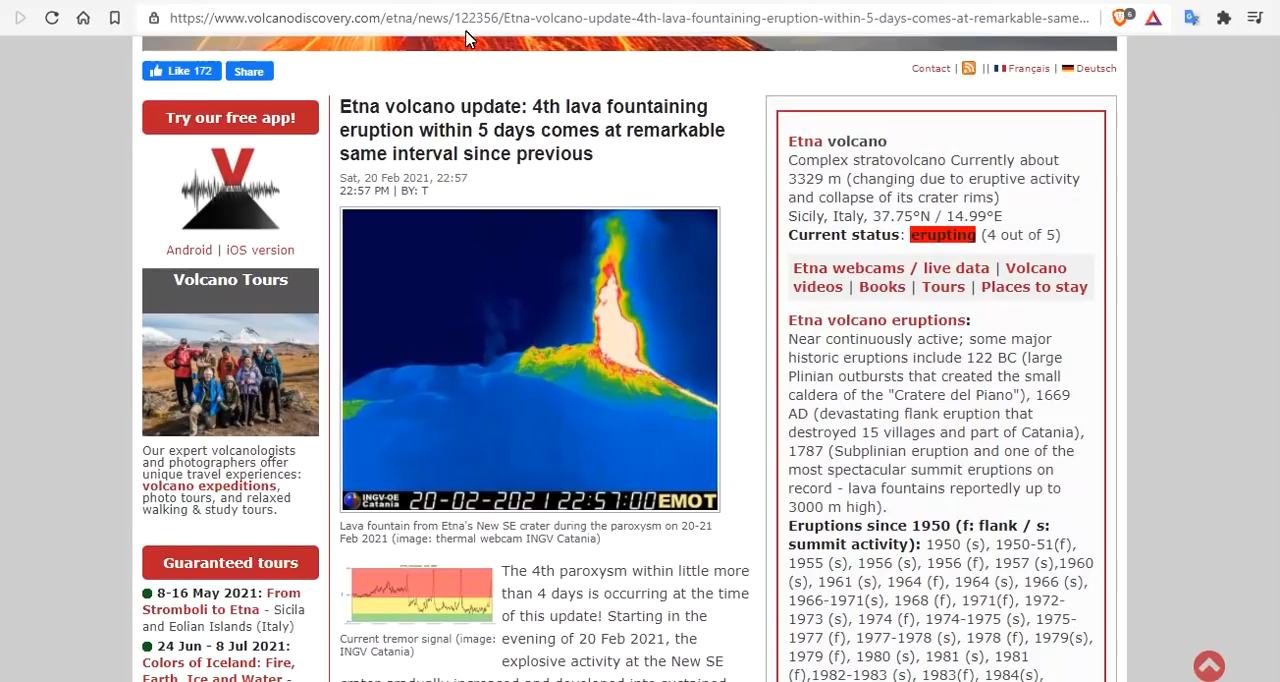 https://www.volcanodiscovery.com/etna/news/122356/Etna-volcano-update-4th-lava-fountaining-eruption-within-5-days-comes-at-remarkable-same...
6
Like 172
Share
Contact | || Français | Deutsch
Try our free app!
V
Android | iOS version
Volcano Tours
Our expert volcanologists
and photographers offer
unique travel experiences:
volcano expeditions,
photo tours, and relaxed
walking & study tours.
Guaranteed tours
8-16 May 2021: From
Stromboli to Etna - Sicila
and Eolian Islands (Italy)
24 Jun - 8 Jul 2021:
Colors of Iceland: Fire,
Earth, Ice and Water -
Etna volcano update: 4th lava fountaining
eruption within 5 days comes at remarkable
same interval since previous
Sat, 20 Feb 2021, 22:57
22:57 PM | BY: T
INGV-OE
Catania
20-02-2021 22:57:00 EMOT
Lava fountain from Etna's New SE crater during the paroxysm on 20-21
Feb 2021 (image: thermal webcam INGV Catania)
Current tremor signal (image:
INGV Catania)
The 4th paroxysm within little more
than 4 days is occurring at the time
of this update! Starting in the
evening of 20 Feb 2021, the
explosive activity at the New SE
crater gradually increased and developed into sustained
Etna volcano
Complex stratovolcano Currently about
3329 m (changing due to eruptive activity
and collapse of its crater rims)
Sicily, Italy, 37.75°N / 14.99°E
Current status: erupting (4 out of 5)
Etna webcams / live data | Volcano
videos | Books | Tours | Places to stay
Etna volcano eruptions:
Near continuously active; some major
historic eruptions include 122 BC (large
Plinian outbursts that created the small
caldera of the "Cratere del Piano"), 1669
AD (devastating flank eruption that
destroyed 15 villages and part of Catania),
1787 (Subplinian eruption and one of the
most spectacular summit eruptions on
record - lava fountains reportedly up to
3000 m high).
Eruptions since 1950 (f: flank / s:
summit activity): 1950 (s), 1950-51(f),
1955 (s), 1956 (s), 1956 (f), 1957 (s),1960
(s), 1961 (s), 1964 (f), 1964 (s), 1966 (s),
1966-1971(s), 1968 (f), 1971(f), 1972-
1973 (s), 1974 (f), 1974-1975 (s), 1975-
1977 (f), 1977-1978 (s), 1978 (f), 1979(s),
1979 (f), 1980 (s), 1981 (s), 1981
(f),1982-1983 (s), 1983(f), 1984(s),